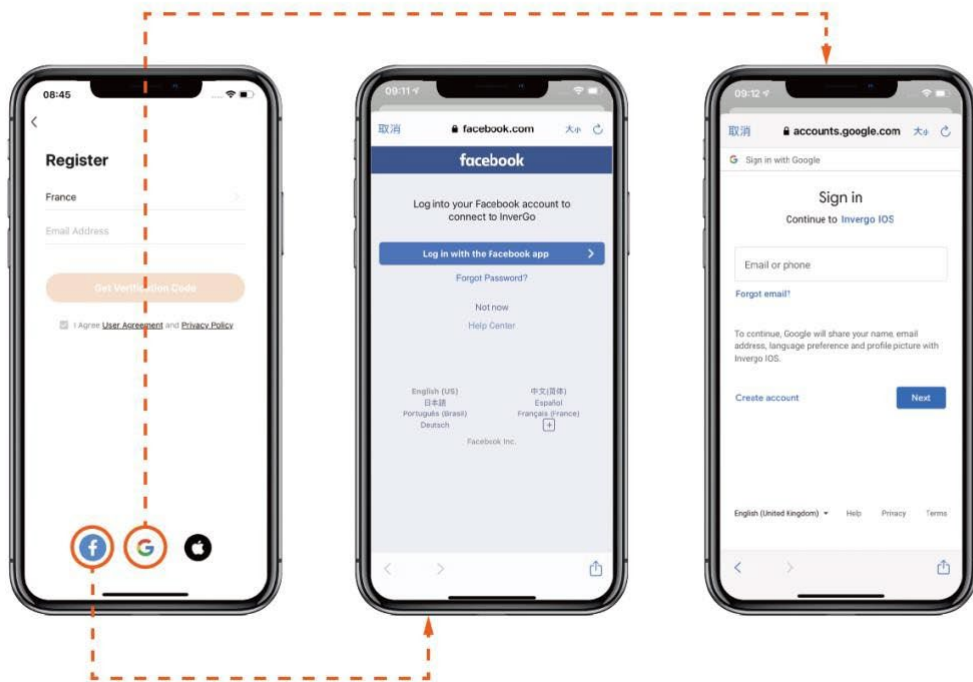 08:45
Register
France
Email Address
Get Verification Code
I Agree User Agreement and Privacy Policy
09:11
取消
facebook.com
大小
facebook
Log into your Facebook account to
connect to InverGo
Log in with the Facebook app
Forgot Password?
Not now
Help Center
English (US)
中文(简体)
日本語
Español
Português (Brasil)
Français (France)
Deutsch
Facebook Inc.
09:12
取消
accounts.google.com
大小
G Sign in with Google
Sign in
Continue to Invergo IOS
Email or phone
Forgot email?
To continue, Google will share your name, email
address, language preference and profile picture with
Invergo IOS.
Create account
Next
English (United Kingdom)
Help
Privacy
Terms